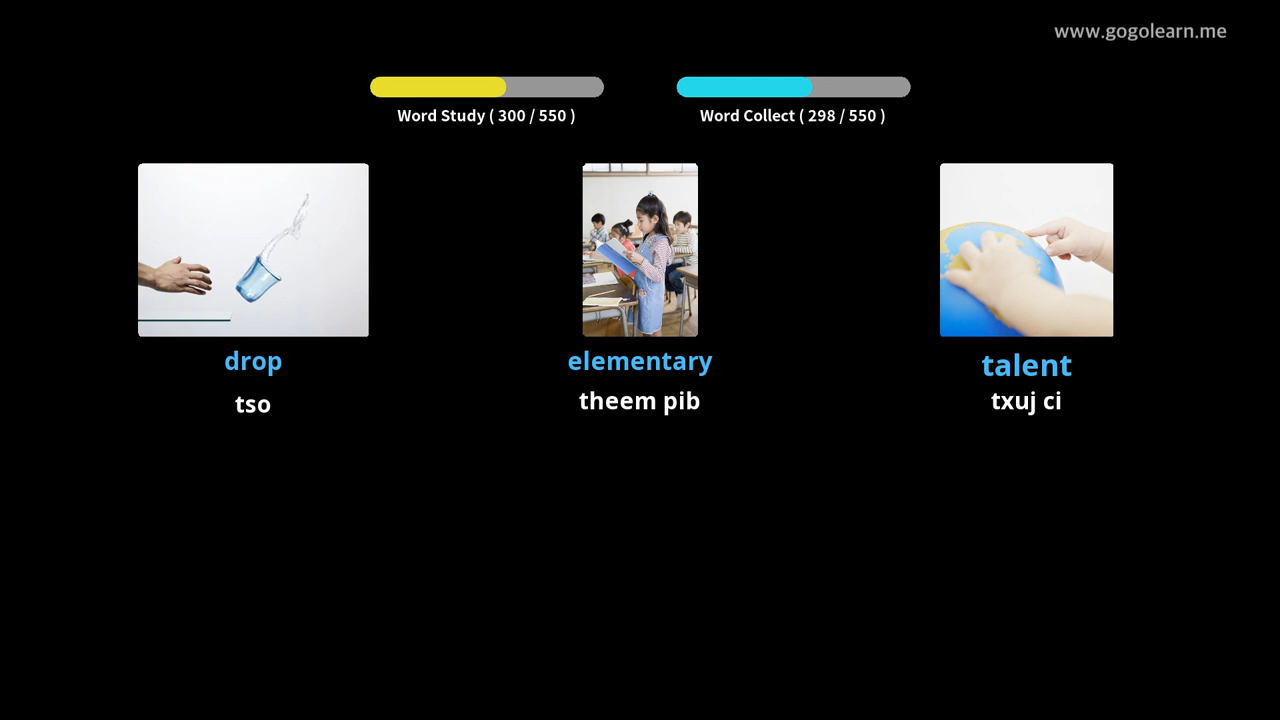 www.gogolearn.me
Word Study ( 300 / 550 )
Word Collect ( 298 / 550 )
drop
elementary
talent
tso
theem pib
txuj ci